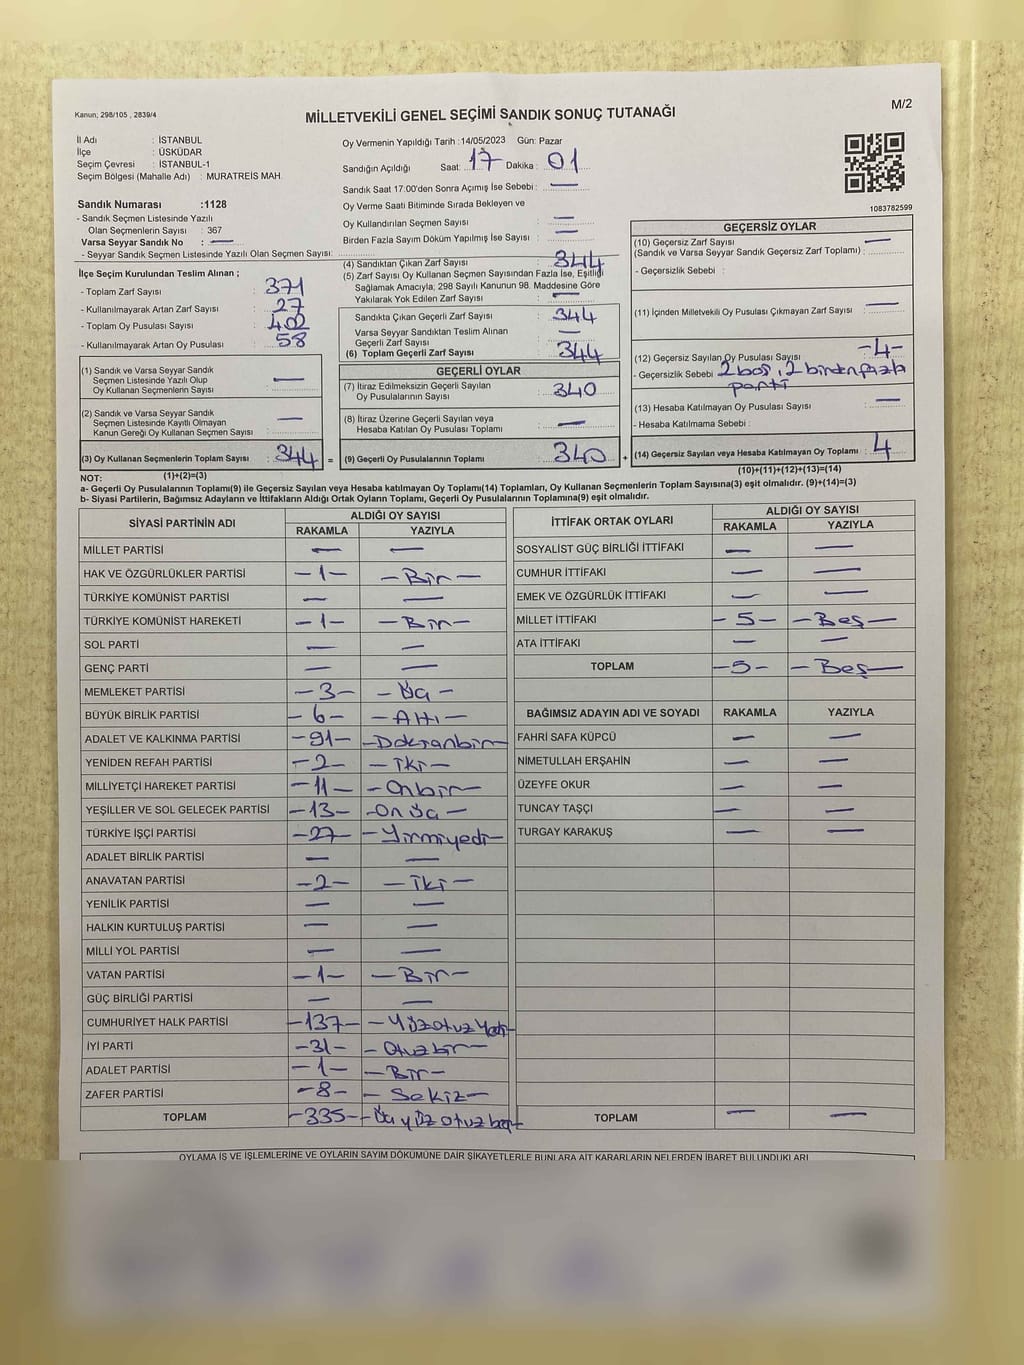 Kanun; 298/105 , 2839/4
MİLLETVEKİLİ GENEL SEÇİMİ SANDIK SONUÇ TUTANAĞI
M/2
İl Adı : İSTANBUL
İlçe : ÜSKÜDAR
Seçim Çevresi : İSTANBUL-1
Seçim Bölgesi (Mahalle Adı) : MURATREİS MAH.
Oy Vermenin Yapıldığı Tarih :14/05/2023 Gün: Pazar
Sandığın Açıldığı Saat: 17 Dakika : 01
Sandık Saat 17:00'den Sonra Açımış İse Sebebi : —
Oy Verme Saati Bitiminde Sırada Bekleyen ve
Oy Kullandırılan Seçmen Sayısı : —
Birden Fazla Sayım Döküm Yapılmış İse Sayısı : —
1083782599
Sandık Numarası :1128
- Sandık Seçmen Listesinde Yazılı
Olan Seçmenlerin Sayısı : 367
Varsa Seyyar Sandık No : —
- Seyyar Sandık Seçmen Listesinde Yazılı Olan Seçmen Sayısı:
İlçe Seçim Kurulundan Teslim Alınan ;
- Toplam Zarf Sayısı : 371
- Kullanılmayarak Artan Zarf Sayısı : 27
- Toplam Oy Pusulası Sayısı : 402
- Kullanılmayarak Artan Oy Pusulası : 58
(4) Sandıktan Çıkan Zarf Sayısı : 344
(5) Zarf Sayısı Oy Kullanan Seçmen Sayısından Fazla İse, Eşitliği
Sağlamak Amacıyla; 298 Sayılı Kanunun 98. Maddesine Göre
Yakılarak Yok Edilen Zarf Sayısı : —
Sandıkta Çıkan Geçerli Zarf Sayısı : 344
Varsa Seyyar Sandıktan Teslim Alınan
Geçerli Zarf Sayısı : —
(6) Toplam Geçerli Zarf Sayısı : 344
GEÇERSİZ OYLAR
(10) Geçersiz Zarf Sayısı —
(Sandık ve Varsa Seyyar Sandık Geçersiz Zarf Toplamı) :
- Geçersizlik Sebebi :
(11) İçinden Milletvekili Oy Pusulası Çıkmayan Zarf Sayısı : —
(12) Geçersiz Sayılan Oy Pusulası Sayısı : -4-
- Geçersizlik Sebebi : 2 boş, 2 birden fazla
parti
(13) Hesaba Katılmayan Oy Pusulası Sayısı : —
- Hesaba Katılmama Sebebi :
(1) Sandık ve Varsa Seyyar Sandık
Seçmen Listesinde Yazılı Olup
Oy Kullanan Seçmenlerin Sayısı : —
(2) Sandık ve Varsa Seyyar Sandık
Seçmen Listesinde Kayıtlı Olmayan
Kanun Gereği Oy Kullanan Seçmen Sayısı : —
GEÇERLİ OYLAR
(7) İtiraz Edilmeksizin Geçerli Sayılan
Oy Pusulalarının Sayısı : 340
(8) İtiraz Üzerine Geçerli Sayılan veya
Hesaba Katılan Oy Pusulası Toplamı : —
(3) Oy Kullanan Seçmenlerin Toplam Sayısı : 344 = (9) Geçerli Oy Pusulalarının Toplamı : 340 + (14) Geçersiz Sayılan veya Hesaba Katılmayan Oy Toplamı : 4
NOT: (1)+(2)=(3) (10)+(11)+(12)+(13)=(14)
a- Geçerli Oy Pusulaları Toplamı(9) ile Geçersiz Sayılan veya Hesaba katılmayan Oy Toplamı(14) Toplamları, Oy Kullanan Seçmenlerin Toplam Sayısına(3) eşit olmalıdır. (9)+(14)=(3)
b- Siyasi Partilerin, Bağımsız Adayların ve İttifakların Aldığı Ortak Oyların Toplamı, Geçerli Oy Pusulalarının Toplamına(9) eşit olmalıdır.
SİYASİ PARTİNİN ADI ALDIĞI OY SAYISI
RAKAMLA YAZIYLA
MİLLET PARTİSİ — —
HAK VE ÖZGÜRLÜKLER PARTİSİ -1- -Bir-
TÜRKİYE KOMÜNİST PARTİSİ — —
TÜRKİYE KOMÜNİST HAREKETİ -1- -Bir-
SOL PARTİ — —
GENÇ PARTİ — —
MEMLEKET PARTİSİ -3- -Üç-
BÜYÜK BİRLİK PARTİSİ -6- -Altı-
ADALET VE KALKINMA PARTİSİ -91- -Doksanbir-
YENİDEN REFAH PARTİSİ -2- -iki-
MİLLİYETÇİ HAREKET PARTİSİ -11- -Onbir-
YEŞİLLER VE SOL GELECEK PARTİSİ -13- -Onüç-
TÜRKİYE İŞÇİ PARTİSİ -27- -Yirmiyedi-
ADALET BİRLİK PARTİSİ — —
ANAVATAN PARTİSİ -2- -İki-
YENİLİK PARTİSİ — —
HALKIN KURTULUŞ PARTİSİ — —
MİLLİ YOL PARTİSİ — —
VATAN PARTİSİ -1- -Bir-
GÜÇ BİRLİĞİ PARTİSİ — —
CUMHURİYET HALK PARTİSİ -137- -Yüzotuzyedi-
İYİ PARTİ -31- -Otuzbir-
ADALET PARTİSİ -1- -Bir-
ZAFER PARTİSİ -8- -Sekiz-
TOPLAM -335- -Üçyüzotuzbeş-
İTTİFAK ORTAK OYLARI ALDIĞI OY SAYISI
RAKAMLA YAZIYLA
SOSYALİST GÜÇ BİRLİĞİ İTTİFAKI — —
CUMHUR İTTİFAKI — —
EMEK VE ÖZGÜRLÜK İTTİFAKI — —
MİLLET İTTİFAKI -5- -Beş-
ATA İTTİFAKI — —
TOPLAM -5- -Beş-
BAĞIMSIZ ADAYIN ADI VE SOYADI RAKAMLA YAZIYLA
FAHRİ SAFA KÜPCÜ — —
NİMETULLAH ERŞAHİN — —
ÜZEYFE OKUR — —
TUNCAY TAŞÇI — —
TURGAY KARAKUŞ — —
TOPLAM — —
OYLAMA İŞ VE İŞLEMLERİNE VE OYLARIN SAYIM DÖKÜMÜNE DAİR ŞİKAYETLERLE BUNLARA AİT KARARLARIN NELERDEN İBARET BULUNDUKLARI